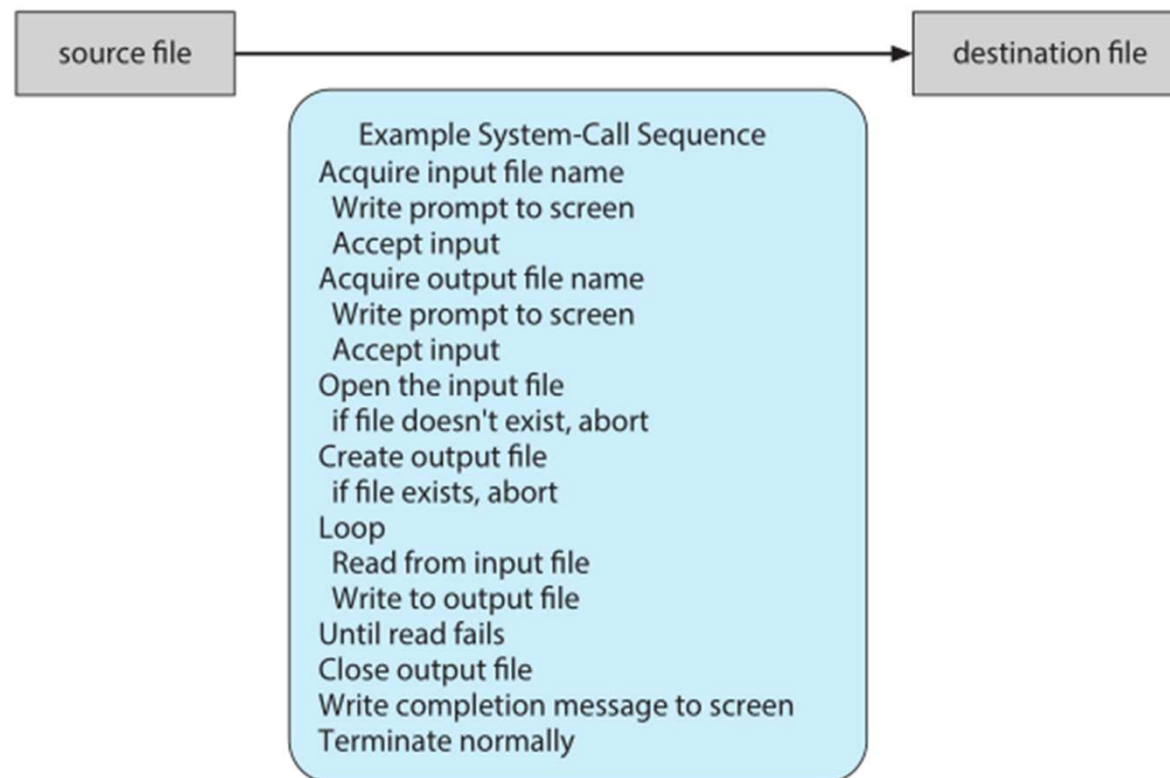 source file
destination file
Example System-Call Sequence
Acquire input file name
Write prompt to screen
Accept input
Acquire output file name
Write prompt to screen
Accept input
Open the input file
if file doesn't exist, abort
Create output file
if file exists, abort
Loop
Read from input file
Write to output file
Until read fails
Close output file
Write completion message to screen
Terminate normally